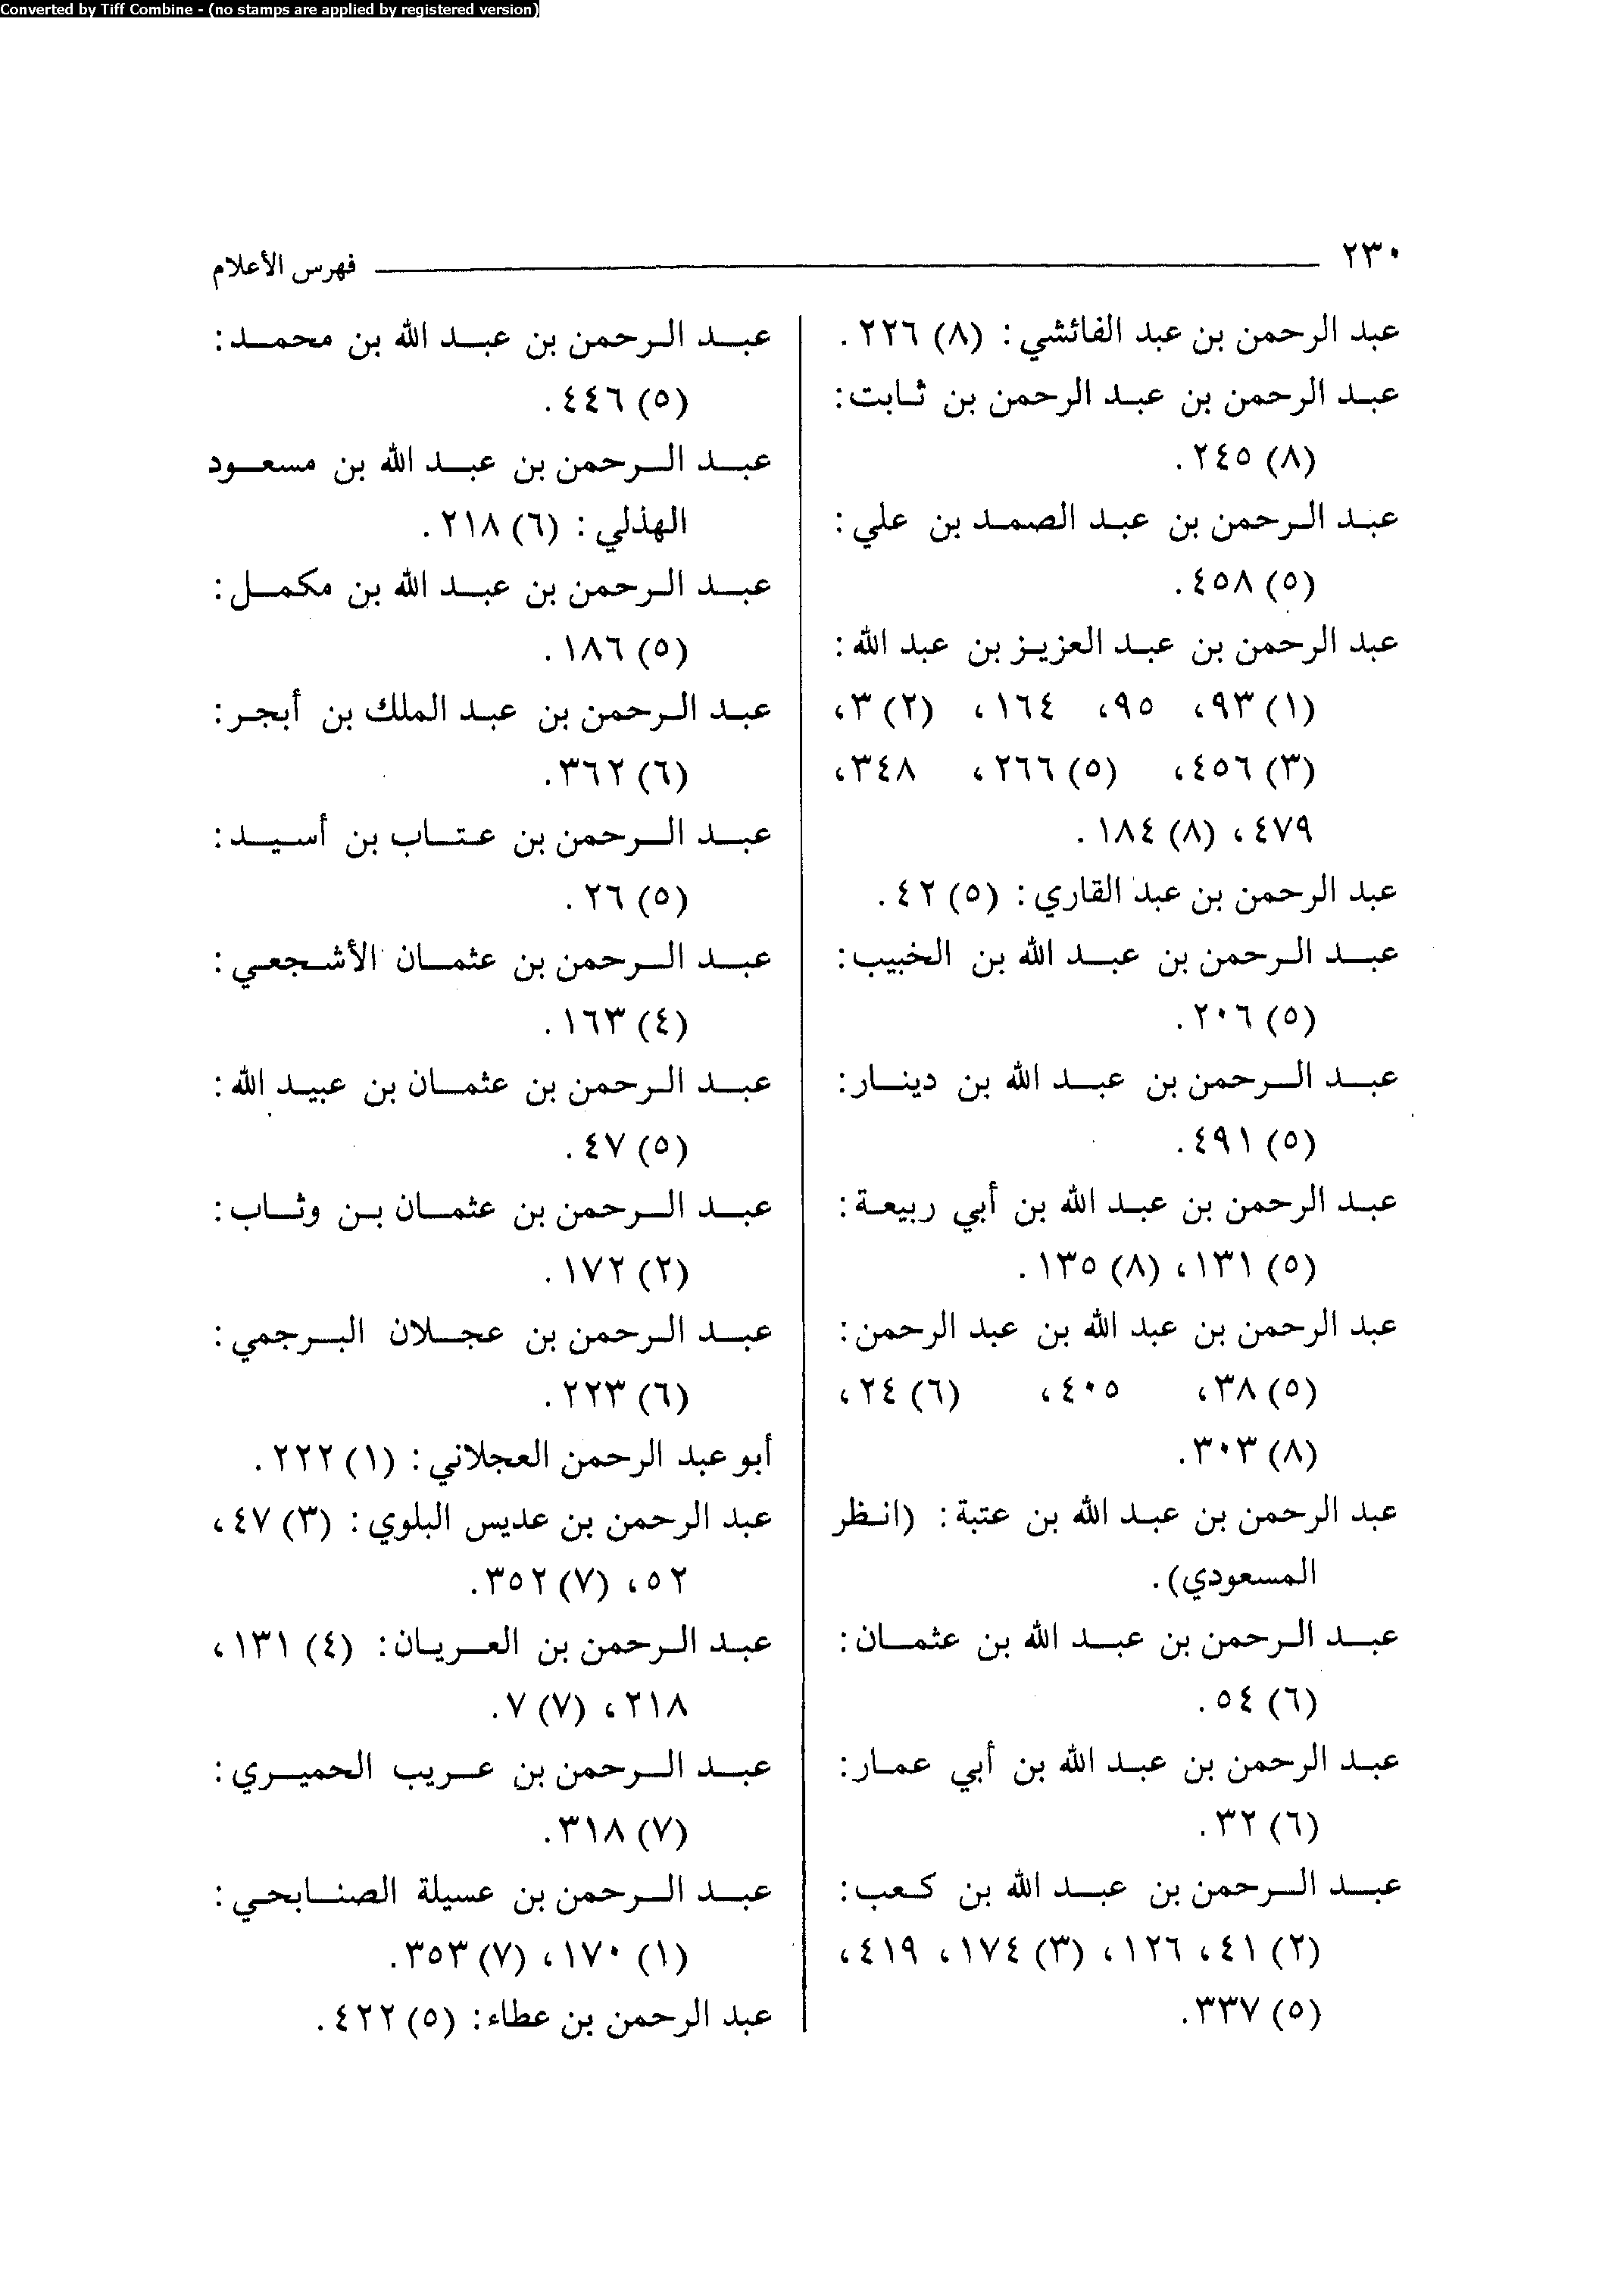 Converted by Tiff Combine - (no stamps are applied by registered version)
٢٣٠ فهرس الأعلام
عبد الرحمن بن عبد الفائشي: (٨) ٢٢٦.
عبد الرحمن بن عبد الرحمن بن ثابت:
(٨) ٢٤٥.
عبد الرحمن بن عبد الصمد بن علي:
(٥) ٤٥٨.
عبد الرحمن بن عبد العزيز بن عبد الله:
(١) ٩٣، ٩٥، ١٦٤، (٢) ٣،
(٣) ٤٥٦، (٥) ٢٦٦، ٣٤٨،
٤٧٩، (٨) ١٨٤.
عبد الرحمن بن عبد القاري: (٥) ٤٢.
عبد الرحمن بن عبد الله بن الخبيب:
(٥) ٢٠٦.
عبد الرحمن بن عبد الله بن دينار:
(٥) ٤٩١.
عبد الرحمن بن عبد الله بن أبي ربيعة:
(٥) ١٣١، (٨) ١٣٥.
عبد الرحمن بن عبد الله بن عبد الرحمن:
(٥) ٣٨، ٤٠٥، (٦) ٢٤،
(٨) ٣٠٣.
عبد الرحمن بن عبد الله بن عتبة: (انظر
المسعودي).
عبد الرحمن بن عبد الله بن عثمان:
(٦) ٥٤.
عبد الرحمن بن عبد الله بن أبي عمار:
(٦) ٣٢.
عبد الرحمن بن عبد الله بن كعب:
(٢) ٤١، ١٢٦، (٣) ١٧٤، ٤١٩،
(٥) ٣٣٧.
عبد الرحمن بن عبد الله بن محمد:
(٥) ٤٤٦.
عبد الرحمن بن عبد الله بن مسعود
الهذلي: (٦) ٢١٨.
عبد الرحمن بن عبد الله بن مكمل:
(٥) ١٨٦.
عبد الرحمن بن عبد الملك بن أبجر:
(٦) ٣٦٢.
عبد الرحمن بن عتاب بن أسيد:
(٥) ٢٦.
عبد الرحمن بن عثمان الأشجعي:
(٤) ١٦٣.
عبد الرحمن بن عثمان بن عبيد الله:
(٥) ٤٧.
عبد الرحمن بن عثمان بن وثاب:
(٢) ١٧٢.
عبد الرحمن بن عجلان البرجمي:
(٦) ٢٢٣.
أبو عبد الرحمن العجلاني: (١) ٢٢٢.
عبد الرحمن بن عديس البلوي: (٣) ٤٧،
٥٢، (٧) ٣٥٢.
عبد الرحمن بن العريان: (٤) ١٣١،
٢١٨، (٧) ٧.
عبد الرحمن بن عريب الحميري:
(٧) ٣١٨.
عبد الرحمن بن عسيلة الصنابحي:
(١) ١٧٠، (٧) ٣٥٣.
عبد الرحمن بن عطاء: (٥) ٤٢٢.